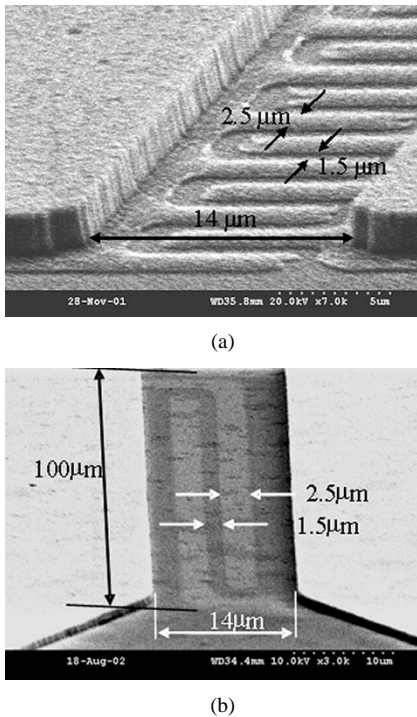 2.5 μm
1.5 μm
14 μm
28-Nov-01 WD35.8mm 20.0kV x7.0k 5um
(a)
100μm
2.5μm
1.5μm
14μm
18-Aug-02 WD34.4mm 10.0kV x3.0k 10um
(b)